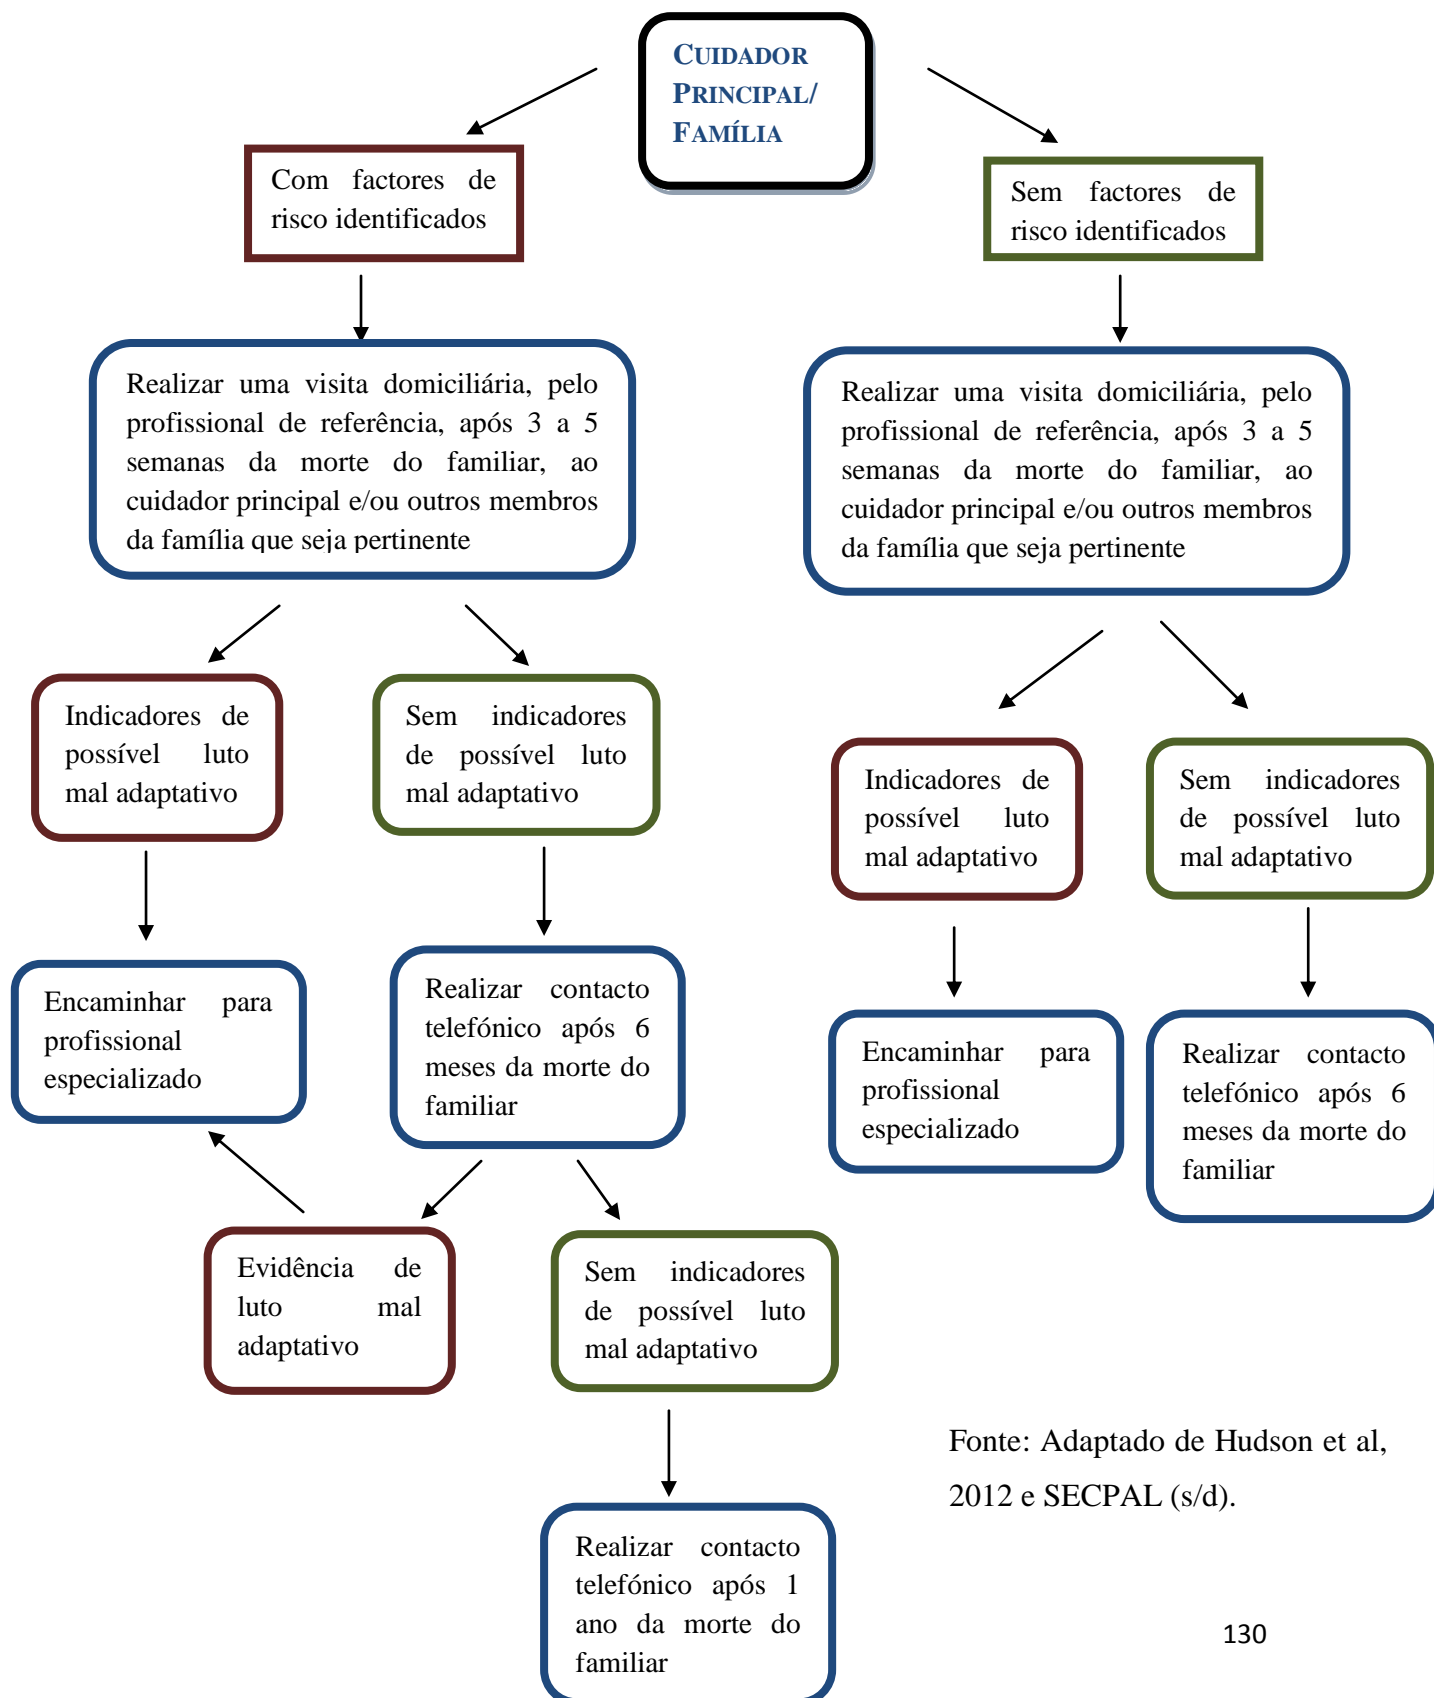 CUIDADOR
PRINCIPAL/
FAMÍLIA
Com factores de
risco identificados
Sem factores de
risco identificados
Realizar uma visita domiciliária, pelo
profissional de referência, após 3 a 5
semanas da morte do familiar, ao
cuidador principal e/ou outros membros
da família que seja pertinente
Realizar uma visita domiciliária, pelo
profissional de referência, após 3 a 5
semanas da morte do familiar, ao
cuidador principal e/ou outros membros
da família que seja pertinente
Indicadores de
possível luto
mal adaptativo
Sem indicadores
de possível luto
mal adaptativo
Indicadores de
possível luto
mal adaptativo
Sem indicadores
de possível luto
mal adaptativo
Encaminhar para
profissional
especializado
Realizar contacto
telefónico após 6
meses da morte do
familiar
Encaminhar para
profissional
especializado
Realizar contacto
telefónico após 6
meses da morte do
familiar
Evidência de
luto mal
adaptativo
Sem indicadores
de possível luto
mal adaptativo
Fonte: Adaptado de Hudson et al,
2012 e SECPAL (s/d).
Realizar contacto
telefónico após 1
ano da morte do
familiar
130